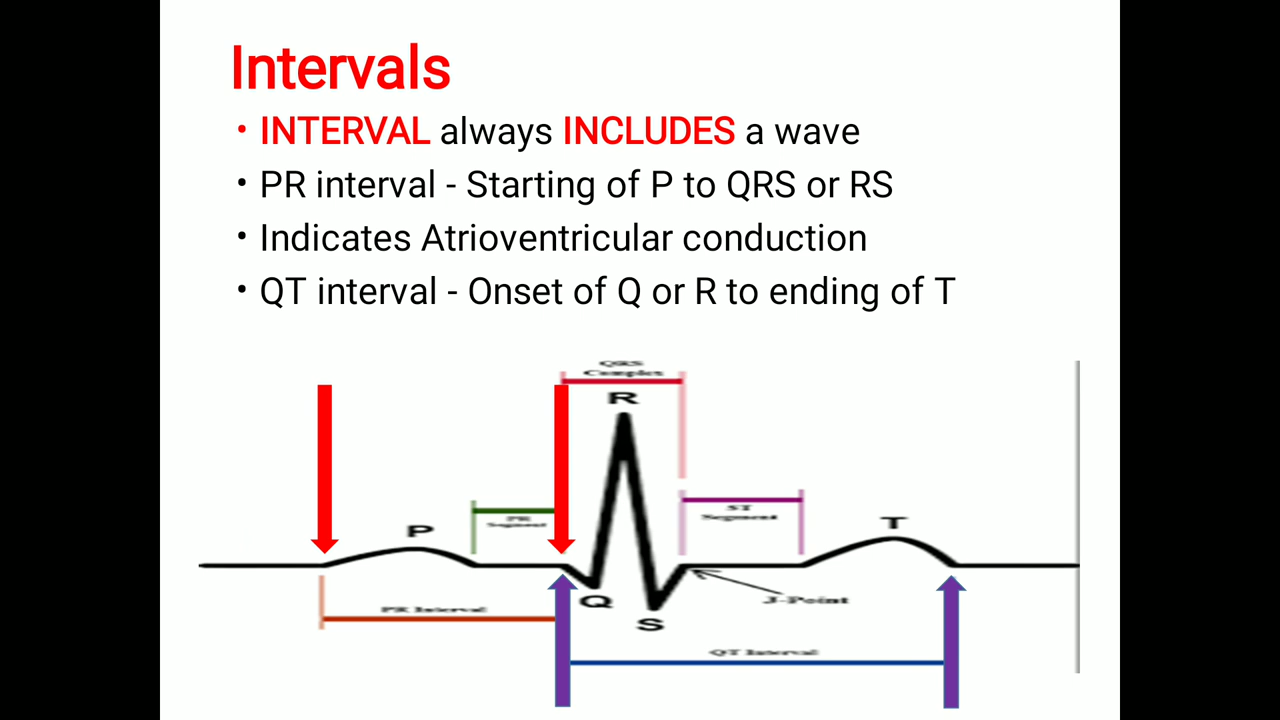 Intervals
• INTERVAL always INCLUDES a wave
• PR interval - Starting of P to QRS or RS
• Indicates Atrioventricular conduction
• QT interval - Onset of Q or R to ending of T
QRS
Complex
R
PR
Segment
ST
Segment
P
T
Q
J-Point
PR Interval
S
QT Interval